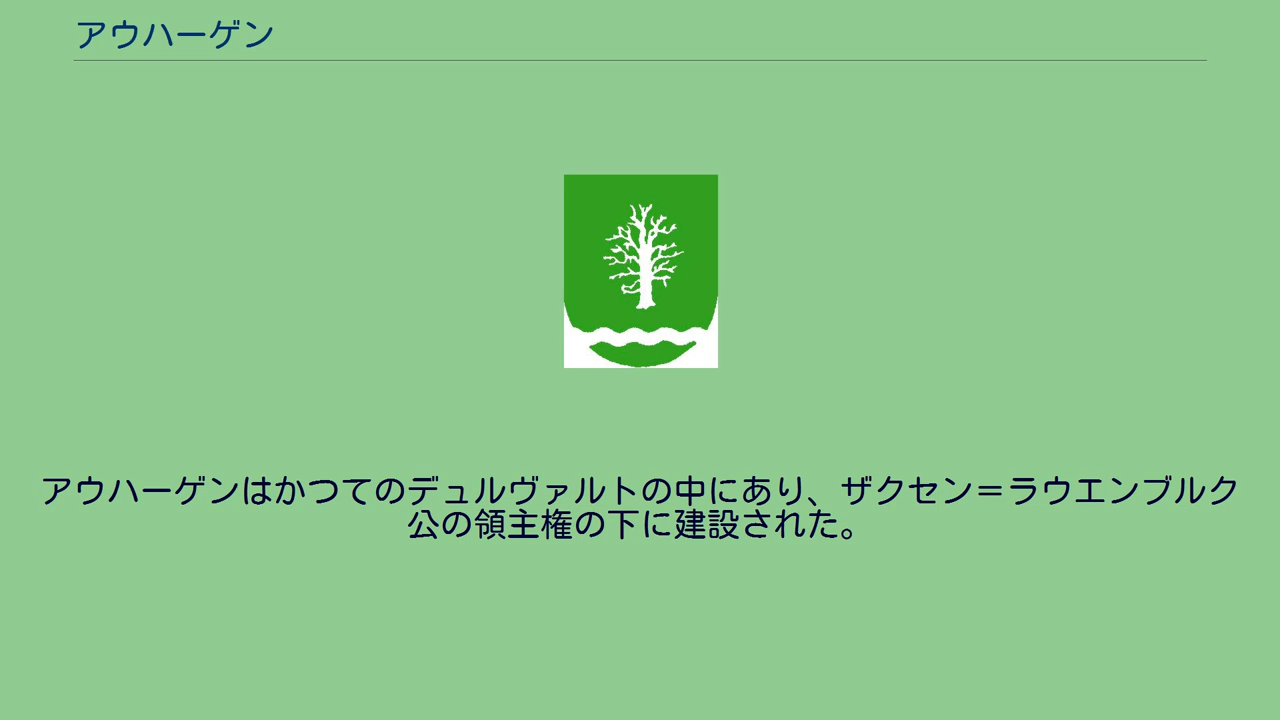 アウハーゲン
アウハーゲンはかつてのデュルヴァルトの中にあり、ザクセン＝ラウエンブルク
公の領主権の下に建設された。